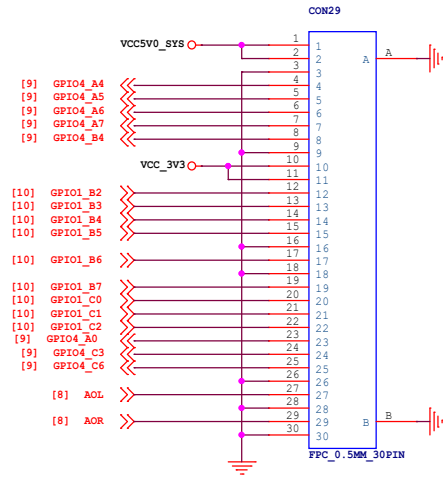 CON29
VCC5V0_SYS 1 1
2 2 A A
3 3
[9] GPIO4_A4 4 4
[9] GPIO4_A5 5 5
[9] GPIO4_A6 6 6
[9] GPIO4_A7 7 7
[9] GPIO4_B4 8 8
9 9
VCC_3V3 10 10
11 11
[10] GPIO1_B2 12 12
[10] GPIO1_B3 13 13
[10] GPIO1_B4 14 14
[10] GPIO1_B5 15 15
16 16
[10] GPIO1_B6 17 17
18 18
[10] GPIO1_B7 19 19
[10] GPIO1_C0 20 20
[10] GPIO1_C1 21 21
[10] GPIO1_C2 22 22
[9] GPIO4_A0 23 23
[9] GPIO4_C3 24 24
[9] GPIO4_C6 25 25
26 26
[8] AOL 27 27
28 28
[8] AOR 29 29 B B
30 30
FPC_0.5MM_30PIN